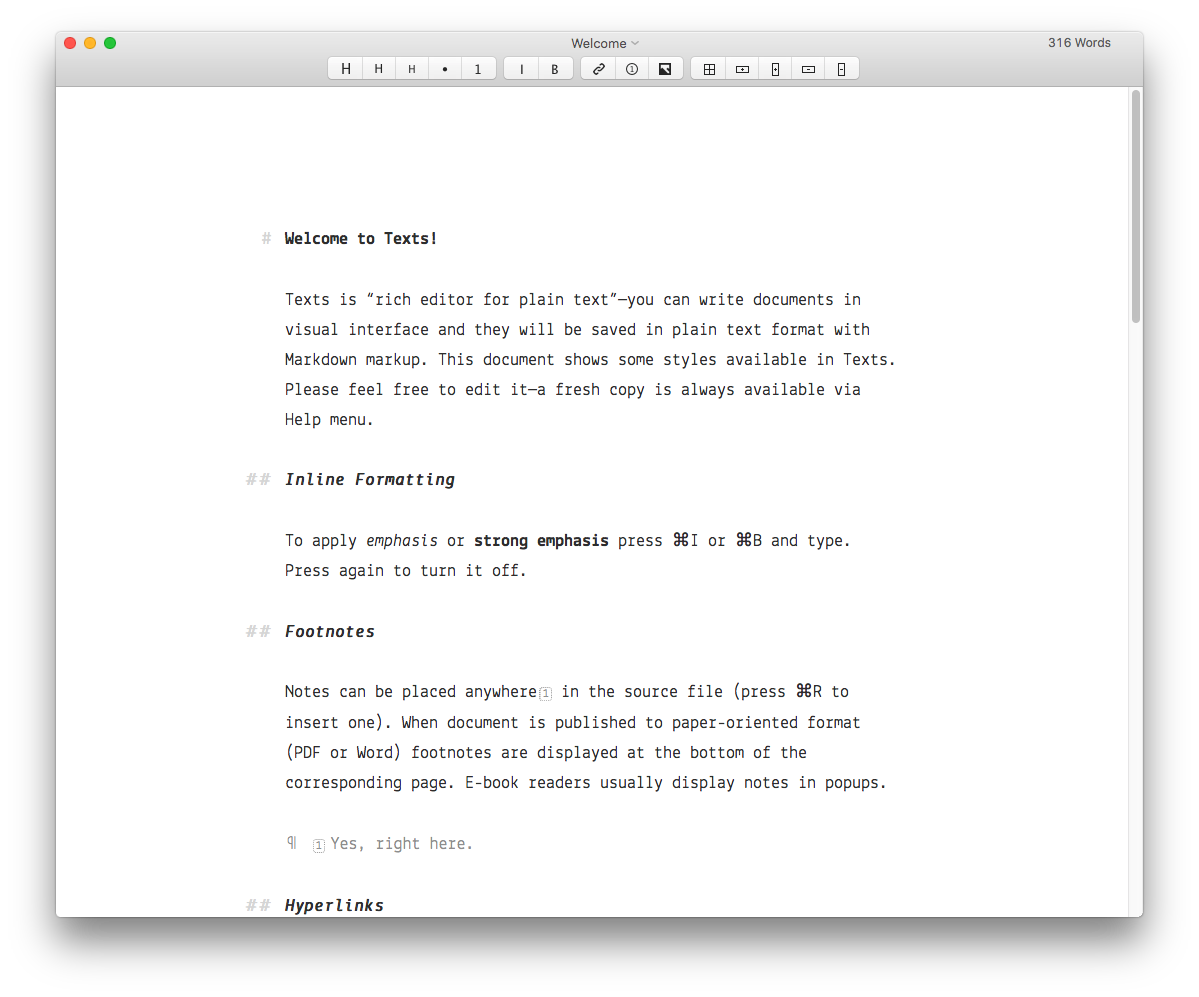 Welcome
316 Words
H H H • 1 I B 1
# Welcome to Texts!
Texts is “rich editor for plain text”—you can write documents in
visual interface and they will be saved in plain text format with
Markdown markup. This document shows some styles available in Texts.
Please feel free to edit it—a fresh copy is always available via
Help menu.
## Inline Formatting
To apply emphasis or strong emphasis press ⌘I or ⌘B and type.
Press again to turn it off.
## Footnotes
Notes can be placed anywhere1 in the source file (press ⌘R to
insert one). When document is published to paper-oriented format
(PDF or Word) footnotes are displayed at the bottom of the
corresponding page. E-book readers usually display notes in popups.
¶ 1 Yes, right here.
## Hyperlinks